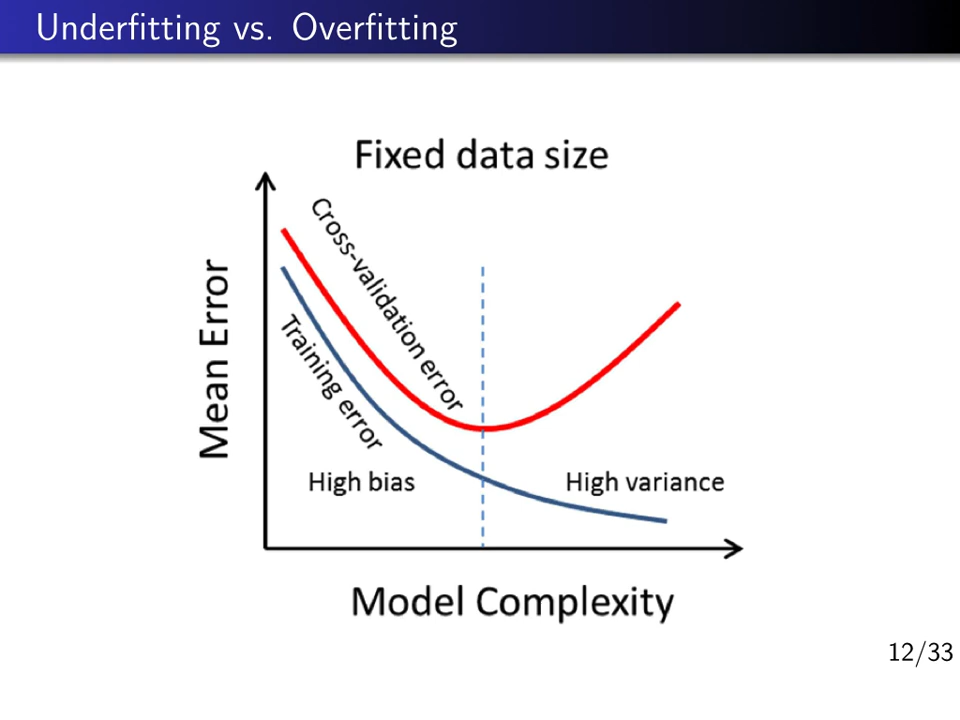 Underfitting vs. Overfitting
Fixed data size
Mean Error
Cross-validation error
Training error
High bias
High variance
Model Complexity
12/33